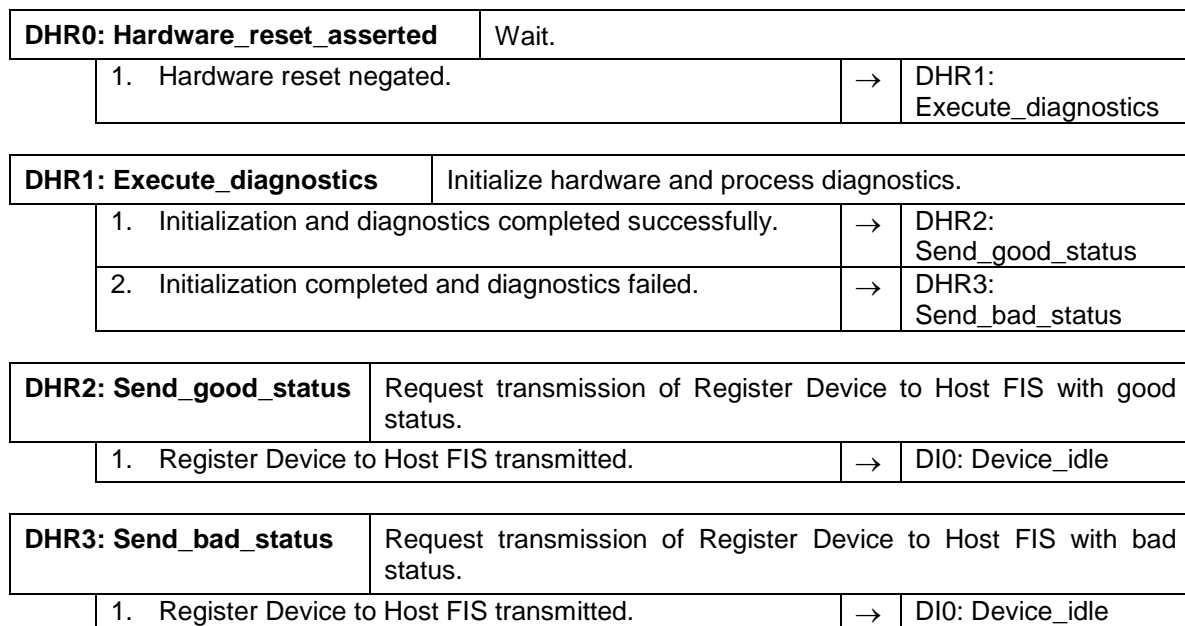 DHR0: Hardware_reset_asserted Wait.
1. Hardware reset negated. → DHR1:
Execute_diagnostics
DHR1: Execute_diagnostics Initialize hardware and process diagnostics.
1. Initialization and diagnostics completed successfully. → DHR2:
Send_good_status
2. Initialization completed and diagnostics failed. → DHR3:
Send_bad_status
DHR2: Send_good_status Request transmission of Register Device to Host FIS with good
status.
1. Register Device to Host FIS transmitted. → DI0: Device_idle
DHR3: Send_bad_status Request transmission of Register Device to Host FIS with bad
status.
1. Register Device to Host FIS transmitted. → DI0: Device_idle